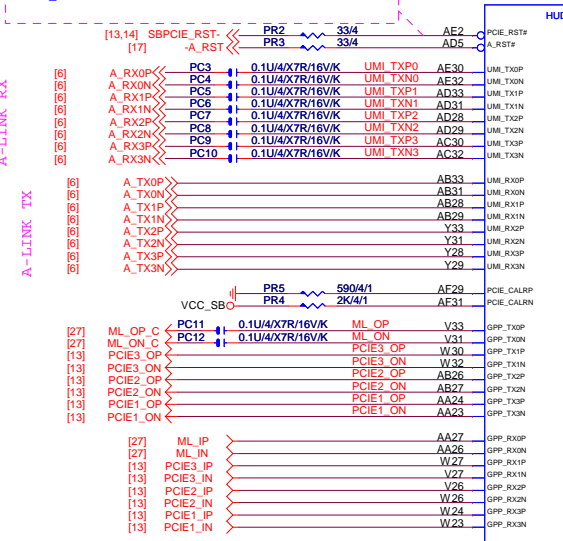 HUD
[13,14] SBPCIE_RST- PR2 33/4 AE2 PCIE_RST#
[17] -A_RST PR3 33/4 AD5 A_RST#
A-LINK RX
[6] A_RX0P PC3 0.1U/4/X7R/16V/K UMI_TXP0 AE30 UMI_TX0P
[6] A_RX0N PC4 0.1U/4/X7R/16V/K UMI_TXN0 AE32 UMI_TX0N
[6] A_RX1P PC5 0.1U/4/X7R/16V/K UMI_TXP1 AD33 UMI_TX1P
[6] A_RX1N PC6 0.1U/4/X7R/16V/K UMI_TXN1 AD31 UMI_TX1N
[6] A_RX2P PC7 0.1U/4/X7R/16V/K UMI_TXP2 AD28 UMI_TX2P
[6] A_RX2N PC8 0.1U/4/X7R/16V/K UMI_TXN2 AD29 UMI_TX2N
[6] A_RX3P PC9 0.1U/4/X7R/16V/K UMI_TXP3 AC30 UMI_TX3P
[6] A_RX3N PC10 0.1U/4/X7R/16V/K UMI_TXN3 AC32 UMI_TX3N
A-LINK TX
[6] A_TX0P AB33 UMI_RX0P
[6] A_TX0N AB31 UMI_RX0N
[6] A_TX1P AB28 UMI_RX1P
[6] A_TX1N AB29 UMI_RX1N
[6] A_TX2P Y33 UMI_RX2P
[6] A_TX2N Y31 UMI_RX2N
[6] A_TX3P Y28 UMI_RX3P
[6] A_TX3N Y29 UMI_RX3N
PR5 590/4/1 AF29 PCIE_CALRP
VCC_SB PR4 2K/4/1 AF31 PCIE_CALRN
[27] ML_OP_C PC11 0.1U/4/X7R/16V/K ML_OP V33 GPP_TX0P
[27] ML_ON_C PC12 0.1U/4/X7R/16V/K ML_ON V31 GPP_TX0N
[13] PCIE3_OP PCIE3_OP W30 GPP_TX1P
[13] PCIE3_ON PCIE3_ON W32 GPP_TX1N
[13] PCIE2_OP PCIE2_OP AB26 GPP_TX2P
[13] PCIE2_ON PCIE2_ON AB27 GPP_TX2N
[13] PCIE1_OP PCIE1_OP AA24 GPP_TX3P
[13] PCIE1_ON PCIE1_ON AA23 GPP_TX3N
[27] ML_IP AA27 GPP_RX0P
[27] ML_IN AA26 GPP_RX0N
[13] PCIE3_IP W27 GPP_RX1P
[13] PCIE3_IN V27 GPP_RX1N
[13] PCIE2_IP V26 GPP_RX2P
[13] PCIE2_IN W26 GPP_RX2N
[13] PCIE1_IP W24 GPP_RX3P
[13] PCIE1_IN W23 GPP_RX3N